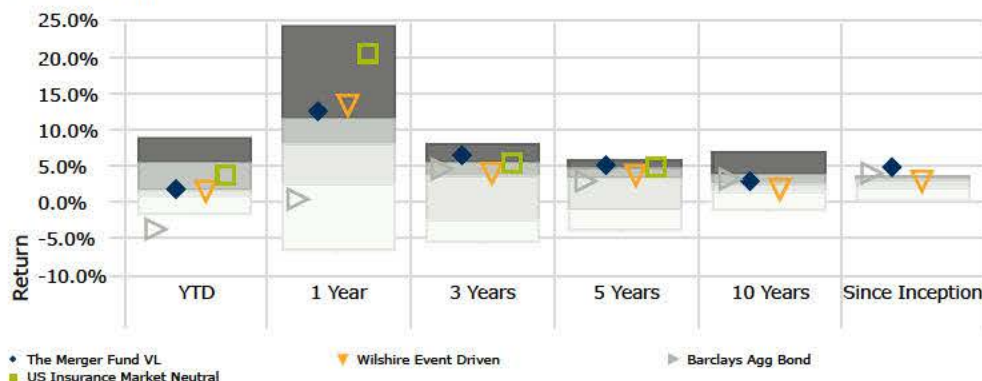 25.0%
20.0%
15.0%
10.0%
5.0%
0.0%
-5.0%
-10.0%
Return
YTD 1 Year 3 Years 5 Years 10 Years Since Inception
The Merger Fund VL Wilshire Event Driven Barclays Agg Bond
US Insurance Market Neutral